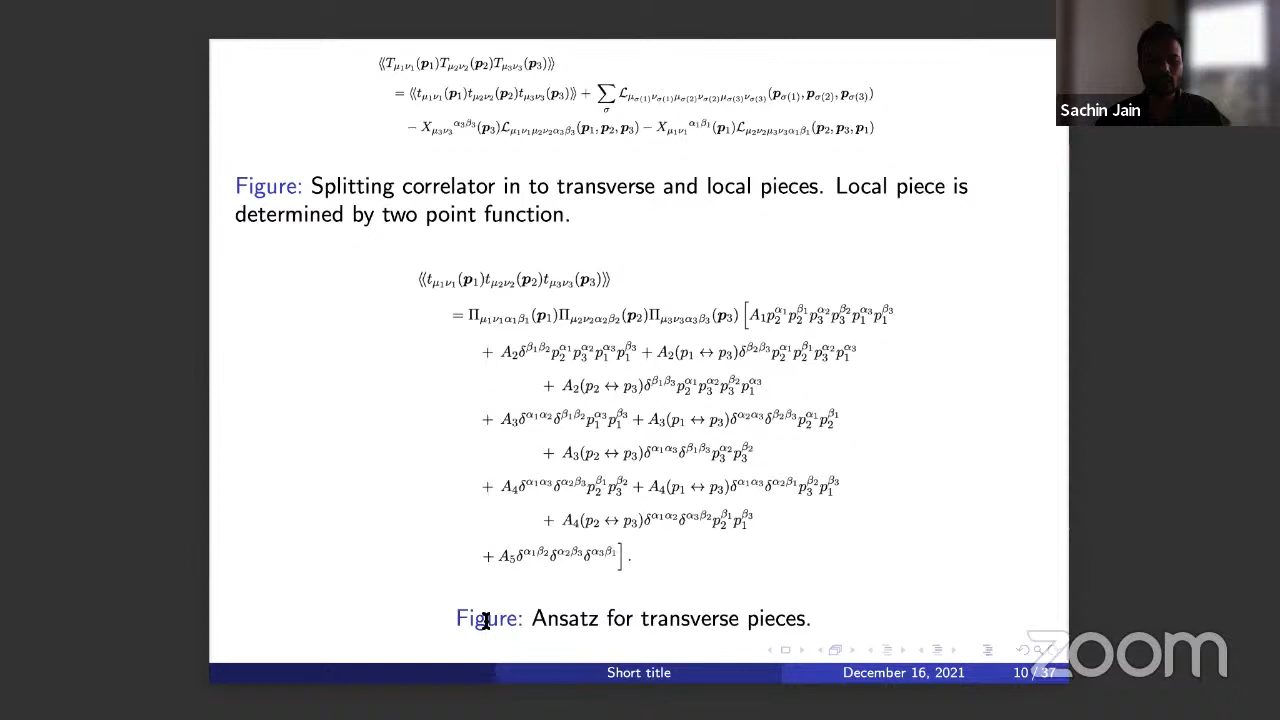 ⟨⟨T_{μ1ν1}(p1)T_{μ2ν2}(p2)T_{μ3ν3}(p3)⟩⟩
= ⟨⟨t_{μ1ν1}(p1)t_{μ2ν2}(p2)t_{μ3ν3}(p3)⟩⟩ + ∑_σ ℒ_{μσ(1)νσ(1)μσ(2)νσ(2)μσ(3)νσ(3)}(p_{σ(1)}, p_{σ(2)}, p_{σ(3)})
− X_{μ3ν3}^{α3β3}(p3)ℒ_{μ1ν1μ2ν2α3β3}(p1, p2, p3) − X_{μ1ν1}^{α1β1}(p1)ℒ_{μ2ν2μ3ν3α1β1}(p2, p3, p1)
Figure: Splitting correlator in to transverse and local pieces. Local piece is
determined by two point function.
⟨⟨t_{μ1ν1}(p1)t_{μ2ν2}(p2)t_{μ3ν3}(p3)⟩⟩
= Π_{μ1ν1α1β1}(p1)Π_{μ2ν2α2β2}(p2)Π_{μ3ν3α3β3}(p3)[A1 p2^{α1} p2^{β1} p3^{α2} p3^{β2} p1^{α3} p1^{β3}
+ A2 δ^{β1β2} p2^{α1} p3^{α2} p1^{α3} p1^{β3} + A2(p1 ↔ p3)δ^{β2β3} p2^{α1} p2^{β1} p3^{α2} p1^{α3}
+ A2(p2 ↔ p3)δ^{β1β3} p2^{α1} p3^{α2} p3^{β2} p1^{α3}
+ A3 δ^{α1α2} δ^{β1β2} p1^{α3} p1^{β3} + A3(p1 ↔ p3)δ^{α2α3} δ^{β2β3} p2^{α1} p2^{β1}
+ A3(p2 ↔ p3)δ^{α1α3} δ^{β1β3} p3^{α2} p3^{β2}
+ A4 δ^{α1α3} δ^{α2β3} p2^{β1} p3^{β2} + A4(p1 ↔ p3)δ^{α1α3} δ^{α2β1} p3^{β2} p1^{β3}
+ A4(p2 ↔ p3)δ^{α1α2} δ^{α3β2} p2^{β1} p1^{β3}
+ A5 δ^{α1β2} δ^{α2β3} δ^{α3β1}].
Figure: Ansatz for transverse pieces.
Short title December 16, 2021 10 / 37
Sachin Jain
zoom